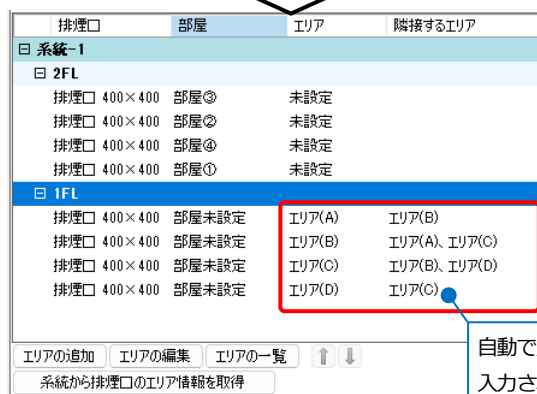 排煙口 部屋 エリア 隣接するエリア
系統-1
2FL
排煙口 400×400 部屋③ 未設定
排煙口 400×400 部屋② 未設定
排煙口 400×400 部屋④ 未設定
排煙口 400×400 部屋① 未設定
1FL
排煙口 400×400 部屋未設定 エリア(A) エリア(B)
排煙口 400×400 部屋未設定 エリア(B) エリア(A)、エリア(C)
排煙口 400×400 部屋未設定 エリア(C) エリア(B)、エリア(D)
排煙口 400×400 部屋未設定 エリア(D) エリア(C)
自動で
入力さ
エリアの追加 エリアの編集 エリアの一覧
系統から排煙口のエリア情報を取得